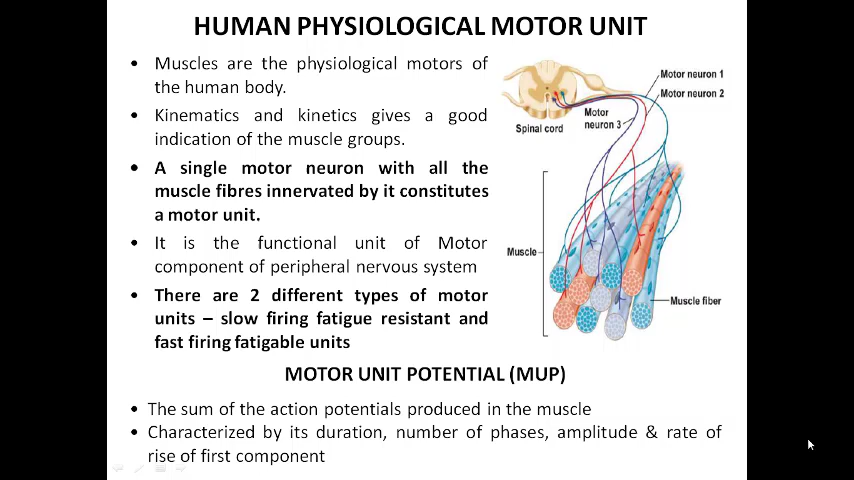 HUMAN PHYSIOLOGICAL MOTOR UNIT
• Muscles are the physiological motors of
the human body.
• Kinematics and kinetics gives a good
indication of the muscle groups.
• A single motor neuron with all the
muscle fibres innervated by it constitutes
a motor unit.
• It is the functional unit of Motor
component of peripheral nervous system
• There are 2 different types of motor
units – slow firing fatigue resistant and
fast firing fatigable units
Motor neuron 1
Motor neuron 2
Motor
neuron 3
Spinal cord
Muscle
Muscle fiber
MOTOR UNIT POTENTIAL (MUP)
• The sum of the action potentials produced in the muscle
• Characterized by its duration, number of phases, amplitude & rate of
rise of first component